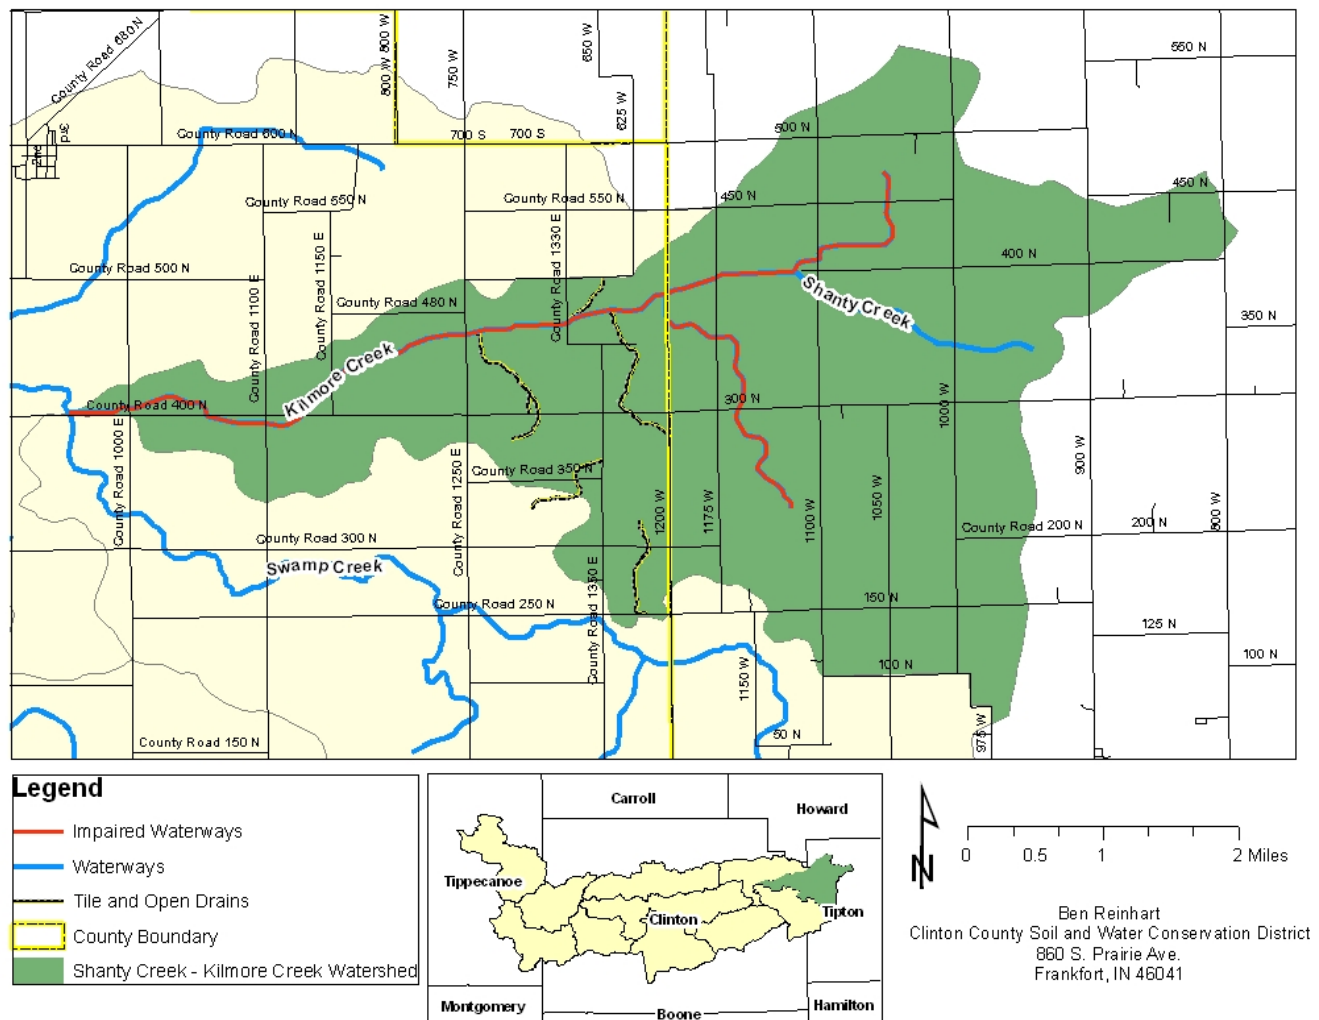 County Road 680 N
800 W
800 W
750 W
650 W
625 W
550 N
3rd
2nd
County Road 600 N
700 S
700 S
500 N
County Road 550 N
County Road 550 N
450 N
450 N
County Road 500 N
County Road 1150 E
County Road 1330 E
400 N
County Road 1100 E
County Road 480 N
Shanty Creek
350 N
Kilmore Creek
County Road 400 N
300 N
1000 W
County Road 1000 E
County Road 1250 E
County Road 350 N
900 W
1200 W
1175 W
1100 W
1050 W
800 W
County Road 200 N
200 N
County Road 300 N
Swamp Creek
County Road 1350 E
County Road 250 N
150 N
125 N
1150 W
100 N
100 N
County Road 150 N
50 N
975 W
Legend
Impaired Waterways
Waterways
Tile and Open Drains
County Boundary
Shanty Creek - Kilmore Creek Watershed
Carroll
Howard
Tippecanoe
Clinton
Tipton
Montgomery
Boone
Hamilton
N
0 0.5 1 2 Miles
Ben Reinhart
Clinton County Soil and Water Conservation District
860 S. Prairie Ave.
Frankfort, IN 46041